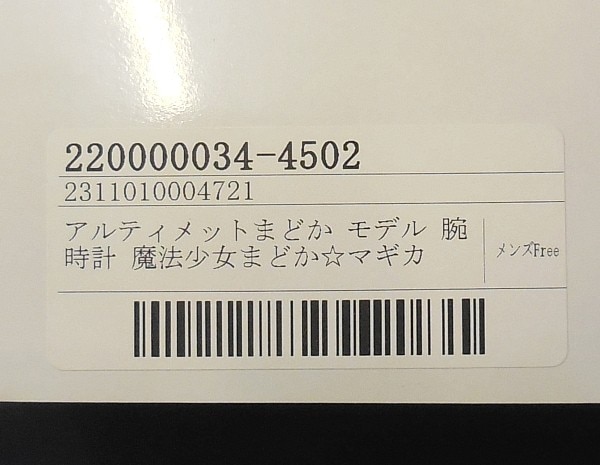 220000034-4502
2311010004721
アルティメットまどか モデル 腕
時計 魔法少女まどか☆マギカ
メンズFree